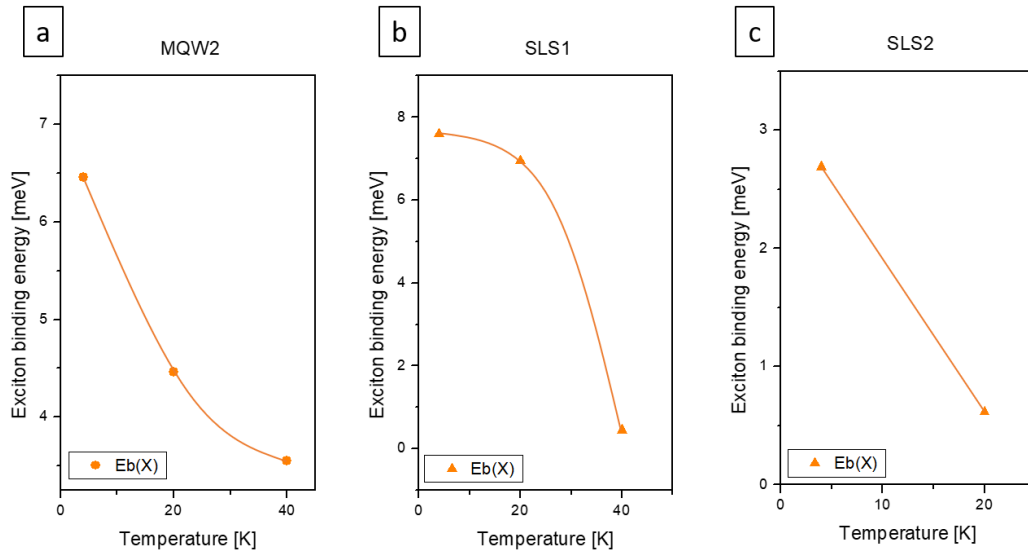 a
MQW2
Exciton binding energy [meV]
7
6
5
4
0
20
40
Eb(X)
Temperature [K]
b
SLS1
Exciton binding energy [meV]
8
7
6
4
2
0
0
20
40
Eb(X)
Temperature [K]
c
SLS2
Exciton binding energy [meV]
3
2
1
0
0
10
20
Eb(X)
Temperature [K]